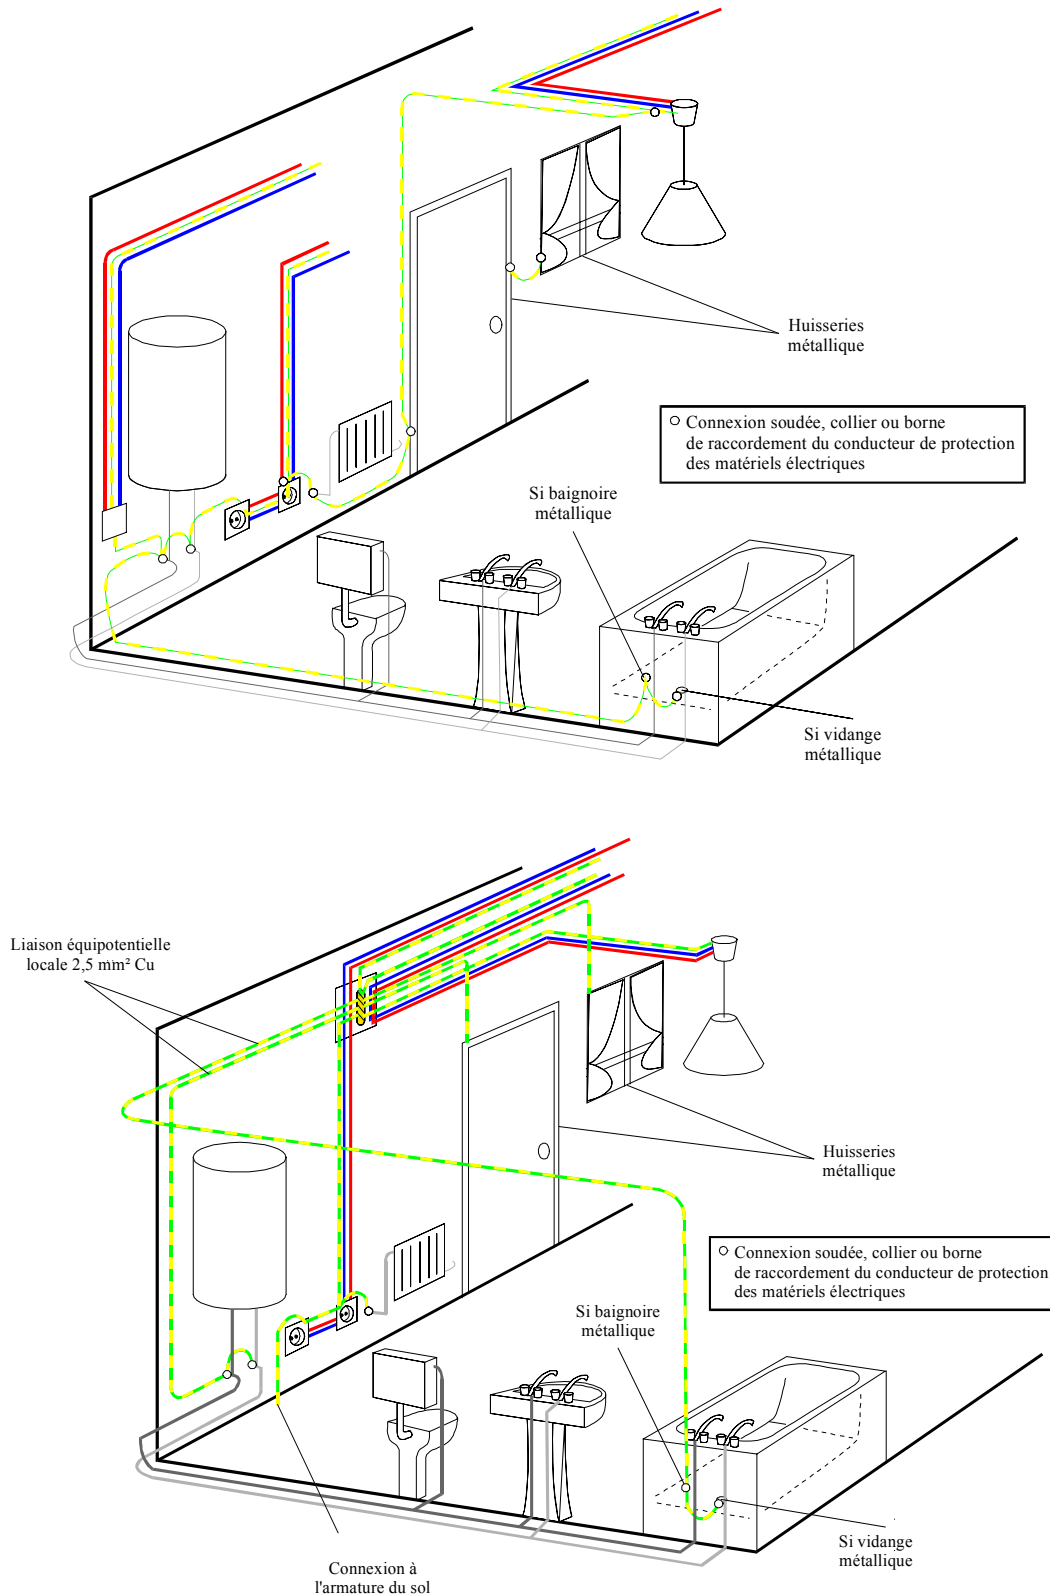 Huisseries
métallique
Connexion soudée, collier ou borne
de raccordement du conducteur de protection
des matériels électriques
Si baignoire
métallique
Si vidange
métallique
Liaison équipotentielle
locale 2,5 mm² Cu
Huisseries
métallique
Connexion soudée, collier ou borne
de raccordement du conducteur de protection
des matériels électriques
Si baignoire
métallique
Si vidange
métallique
Connexion à
l'armature du sol